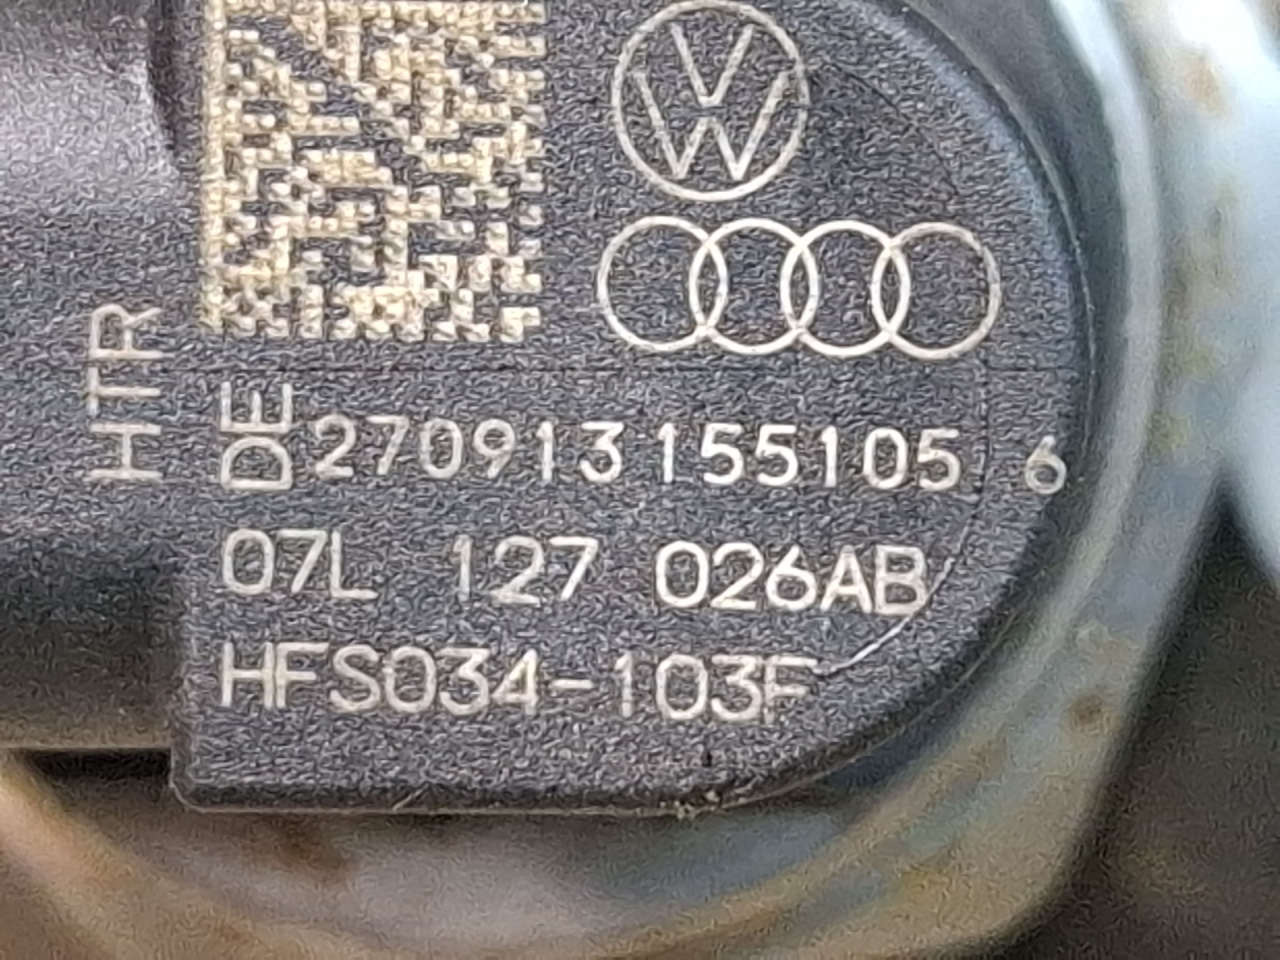 HTR
DE 270913 155105 6
07L 127 026AB
HFS034-103F